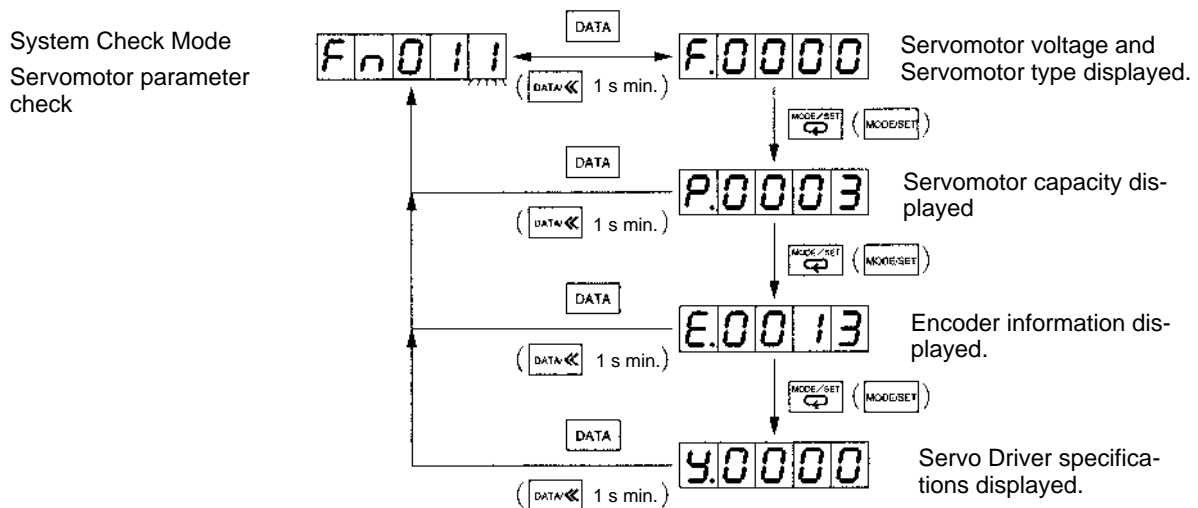 System Check Mode
Servomotor parameter
check
Fn011
DATA
(DATA/≪ 1 s min.)
F.0000
Servomotor voltage and
Servomotor type displayed.
MODE/SET (MODE/SET)
DATA
(DATA/≪ 1 s min.)
P.0003
Servomotor capacity dis-
played
MODE/SET (MODE/SET)
DATA
(DATA/≪ 1 s min.)
E.0013
Encoder information dis-
played.
MODE/SET (MODE/SET)
DATA
(DATA/≪ 1 s min.)
y.0000
Servo Driver specifica-
tions displayed.